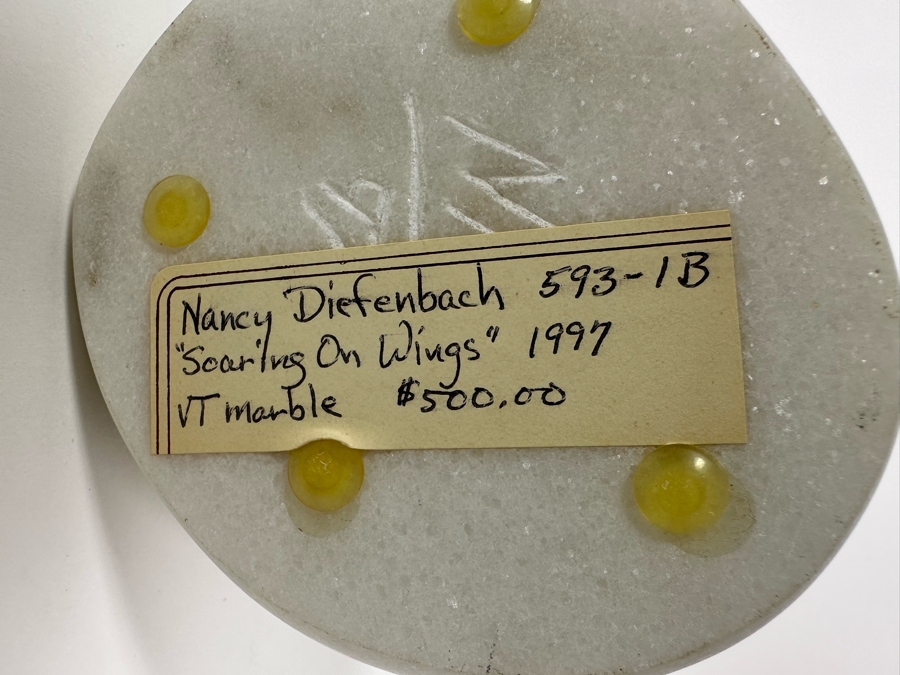 Nancy Diefenbach 593-1B
"Soaring On Wings" 1997
VT marble $500.00